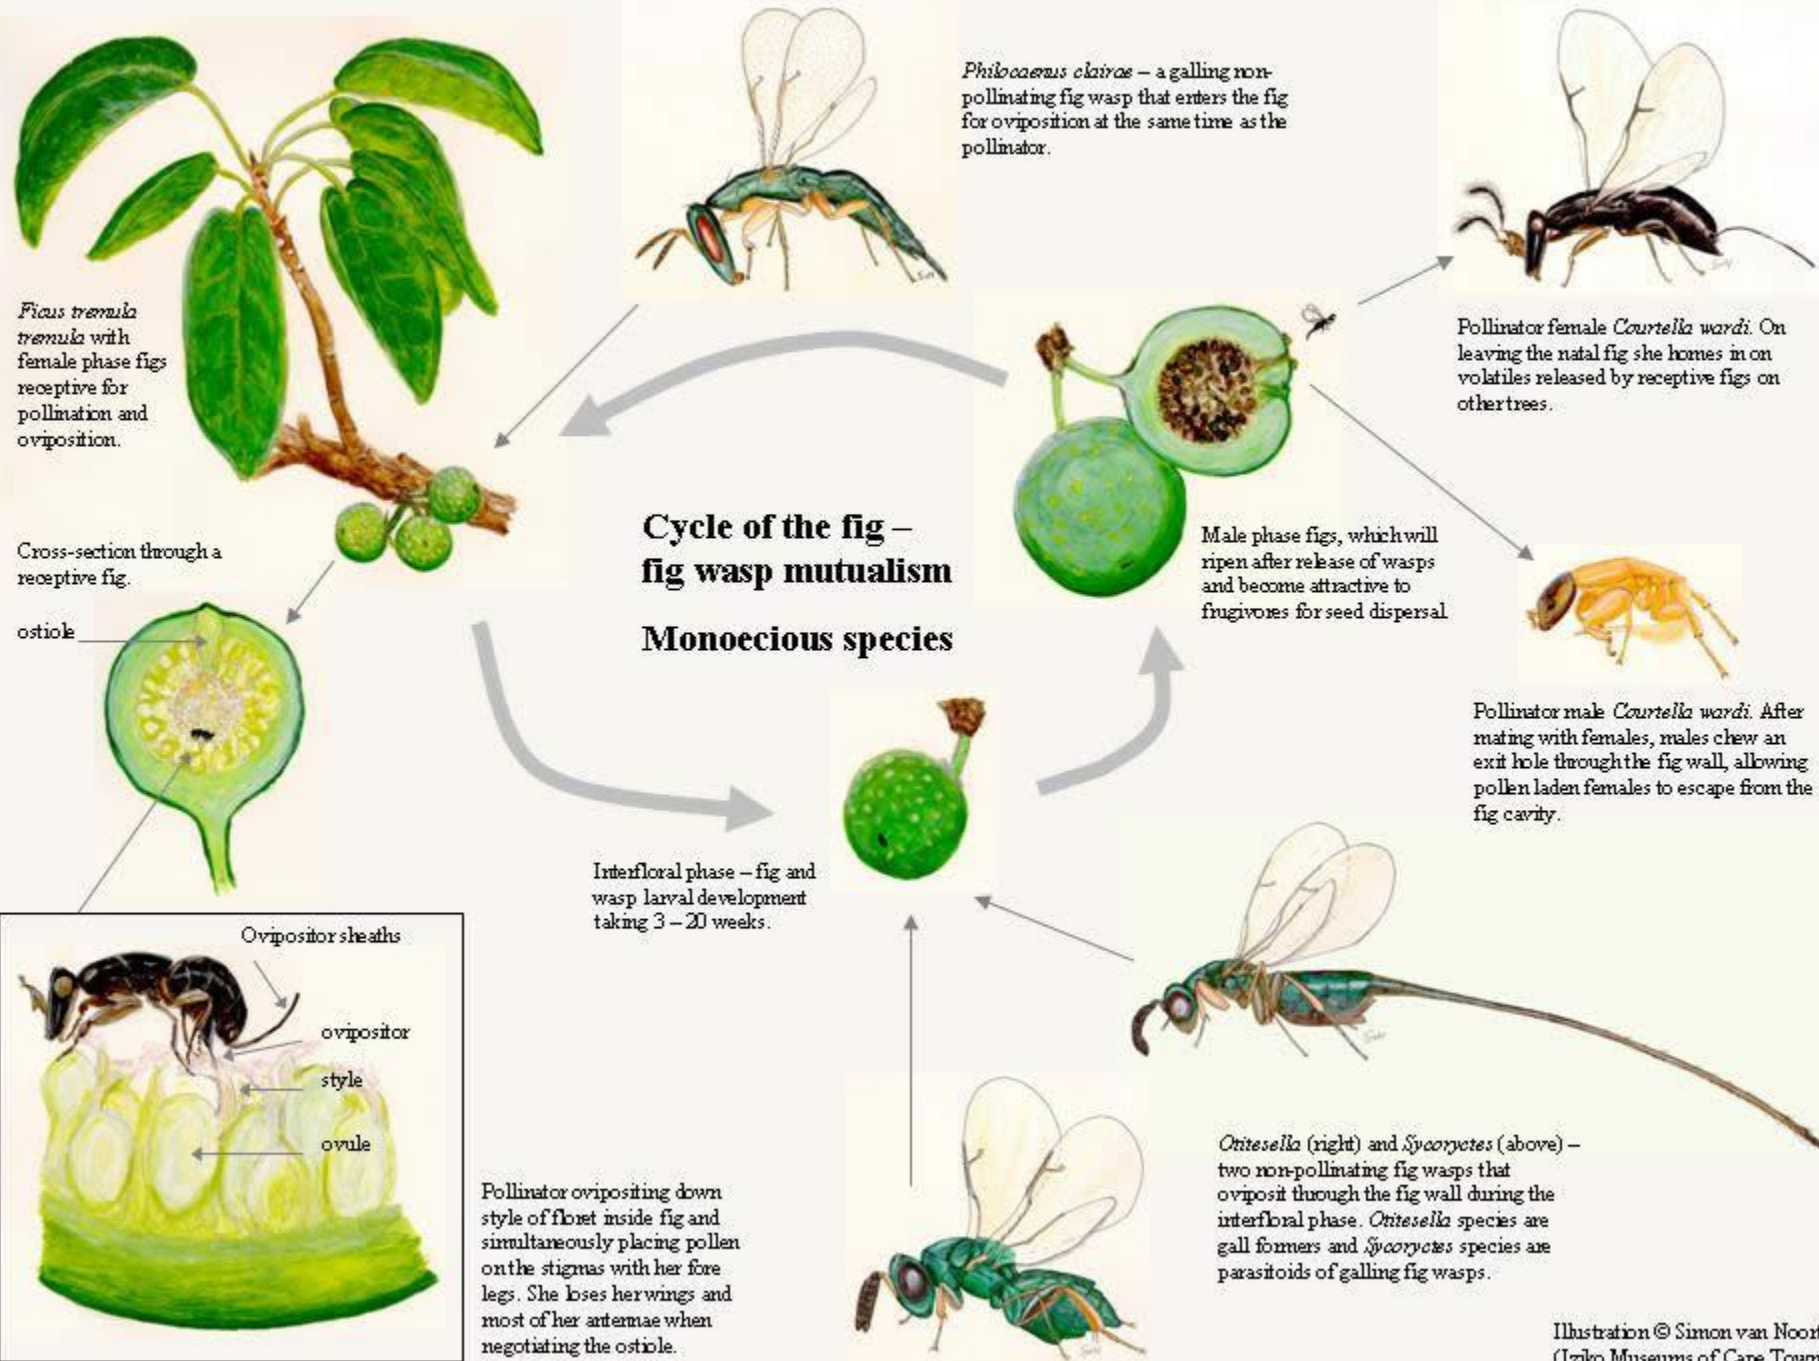 Philocaenus clairae – a galling non-
pollinating fig wasp that enters the fig
for oviposition at the same time as the
pollinator.
Ficus tremula
tremula with
female phase figs
receptive for
pollination and
oviposition.
Pollinator female Courtella wardi. On
leaving the natal fig she homes in on
volatiles released by receptive figs on
other trees.
Cycle of the fig –
fig wasp mutualism
Monoecious species
Male phase figs, which will
ripen after release of wasps
and become attractive to
frugivores for seed dispersal
Cross-section through a
receptive fig.
ostiole
Pollinator male Courtella wardi. After
mating with females, males chew an
exit hole through the fig wall, allowing
pollen laden females to escape from the
fig cavity.
Interfloral phase – fig and
wasp larval development
taking 3 – 20 weeks.
Ovipositor sheaths
ovipositor
style
ovule
Pollinator ovipositing down
style of floret inside fig and
simultaneously placing pollen
on the stigmas with her fore
legs. She loses her wings and
most of her antennae when
negotiating the ostiole.
Otitesella (right) and Sycoryctes (above) –
two non-pollinating fig wasps that
oviposit through the fig wall during the
interfloral phase. Otitesella species are
gall formers and Sycoryctes species are
parasitoids of galling fig wasps.
Illustration © Simon van Noort
(Iziko Museums of Cape Town